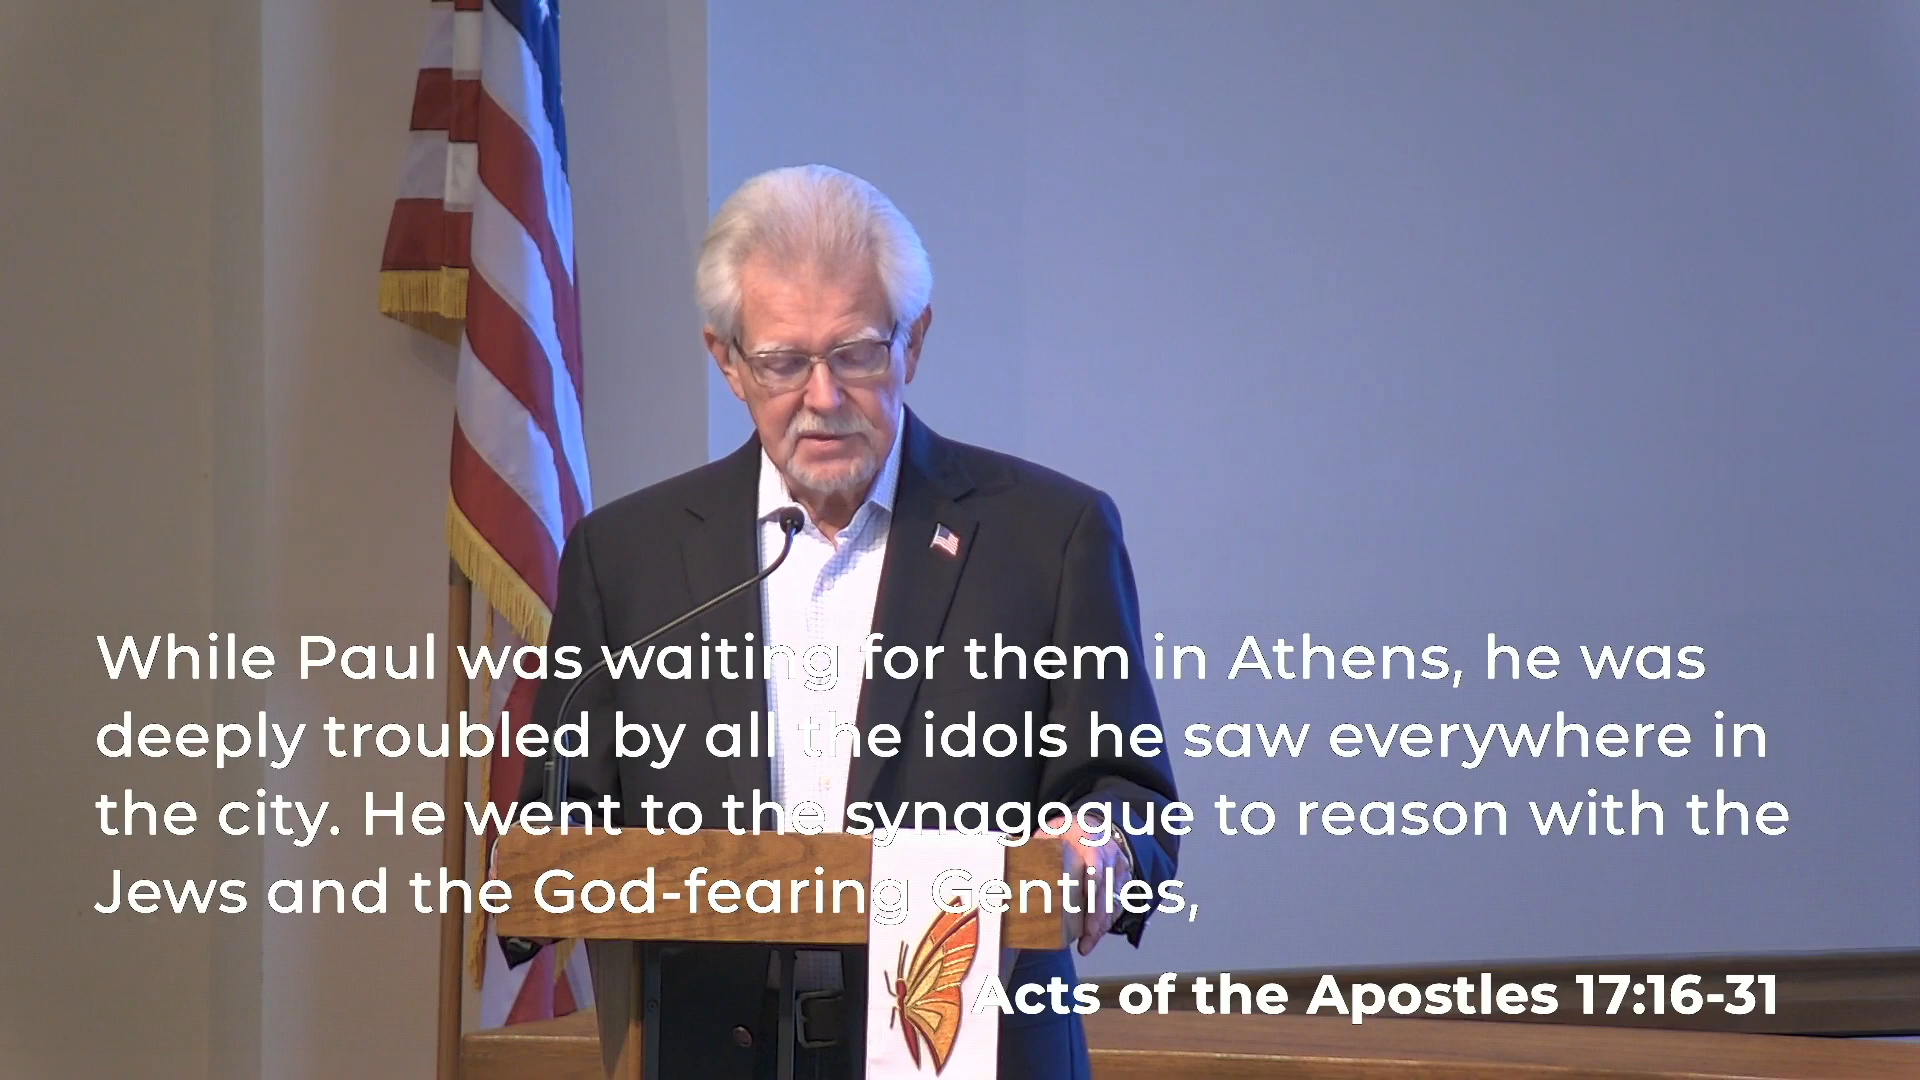 While Paul was waiting for them in Athens, he was
deeply troubled by all the idols he saw everywhere in
the city. He went to the synagogue to reason with the
Jews and the God-fearing Gentiles,
Acts of the Apostles 17:16-31